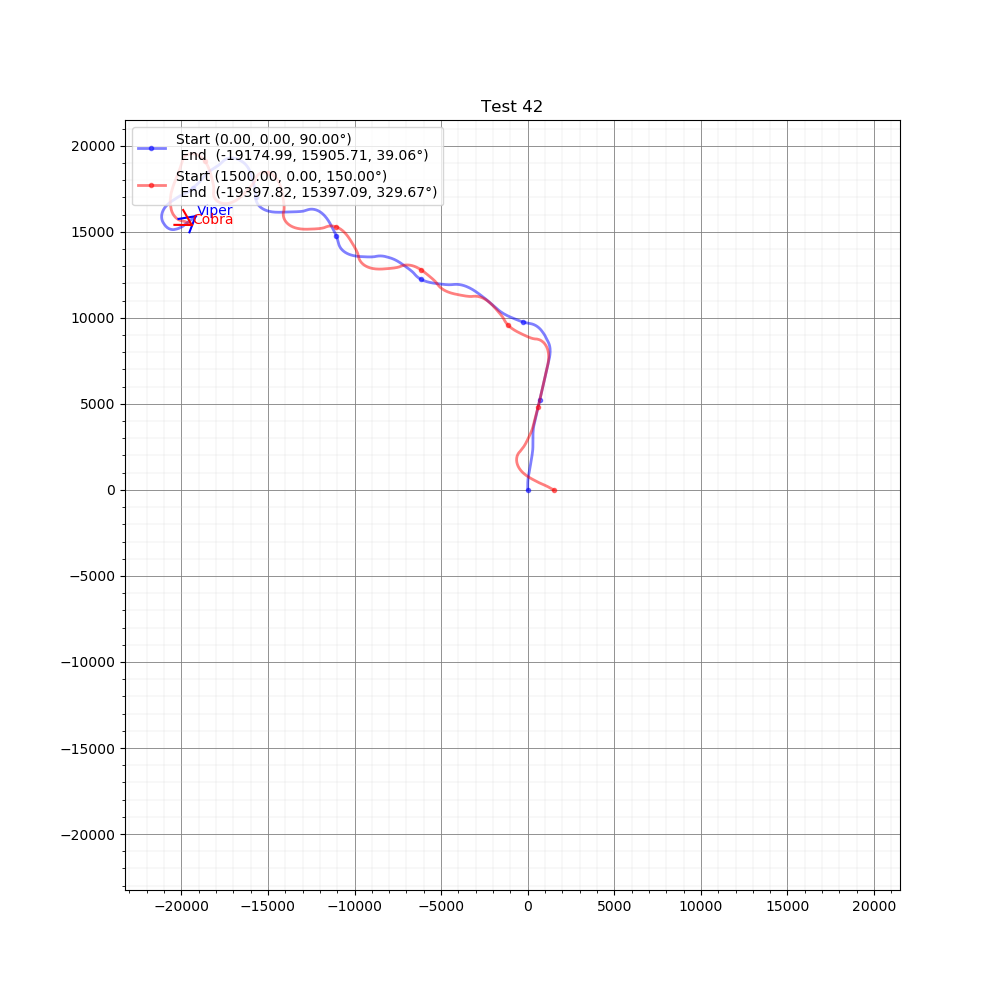 Test 42
Start (0.00, 0.00, 90.00°)
End (-19174.99, 15905.71, 39.06°)
Start (1500.00, 0.00, 150.00°)
End (-19397.82, 15397.09, 329.67°)
Viper
Cobra
20000
15000
10000
5000
0
−5000
−10000
−15000
−20000
−20000 −15000 −10000 −5000 0 5000 10000 15000 20000